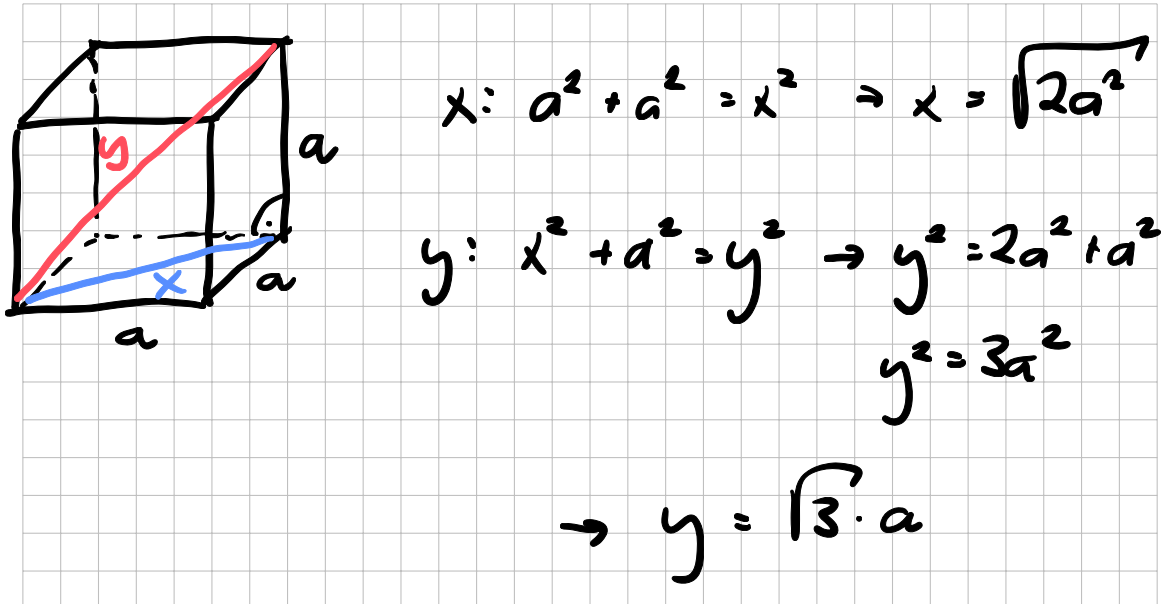 y
a
x
a
a
x: a² + a² = x² ⇒ x = √(2a²)
y: x² + a² = y² → y² = 2a² + a²
y² = 3a²
→ y = √3 · a